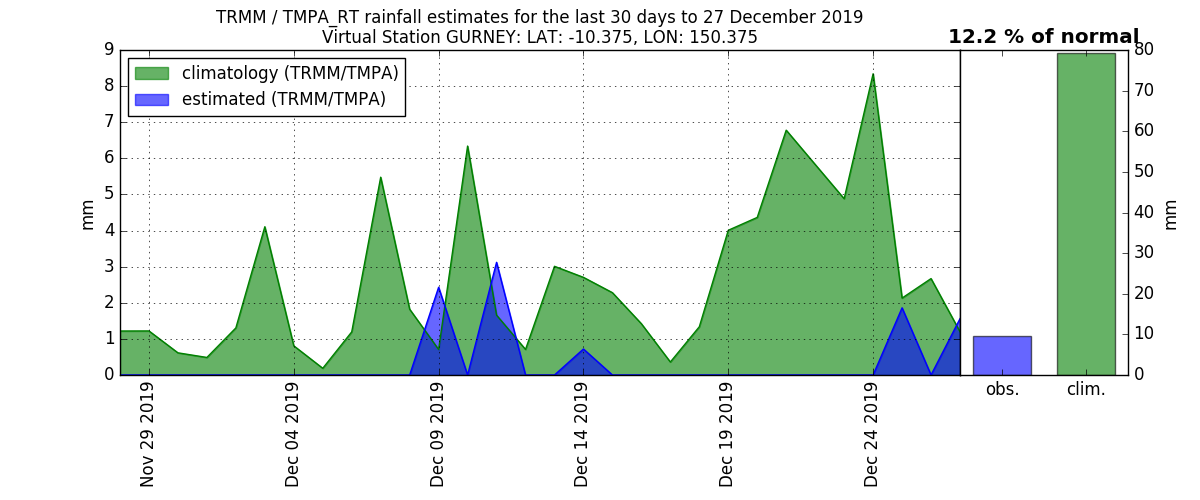 TRMM / TMPA_RT rainfall estimates for the last 30 days to 27 December 2019
Virtual Station GURNEY: LAT: -10.375, LON: 150.375
12.2 % of normal
climatology (TRMM/TMPA)
estimated (TRMM/TMPA)
mm
9
8
7
6
5
4
3
2
1
0
Nov 29 2019
Dec 04 2019
Dec 09 2019
Dec 14 2019
Dec 19 2019
Dec 24 2019
obs.
clim.
80
70
60
50
40
30
20
10
0
mm